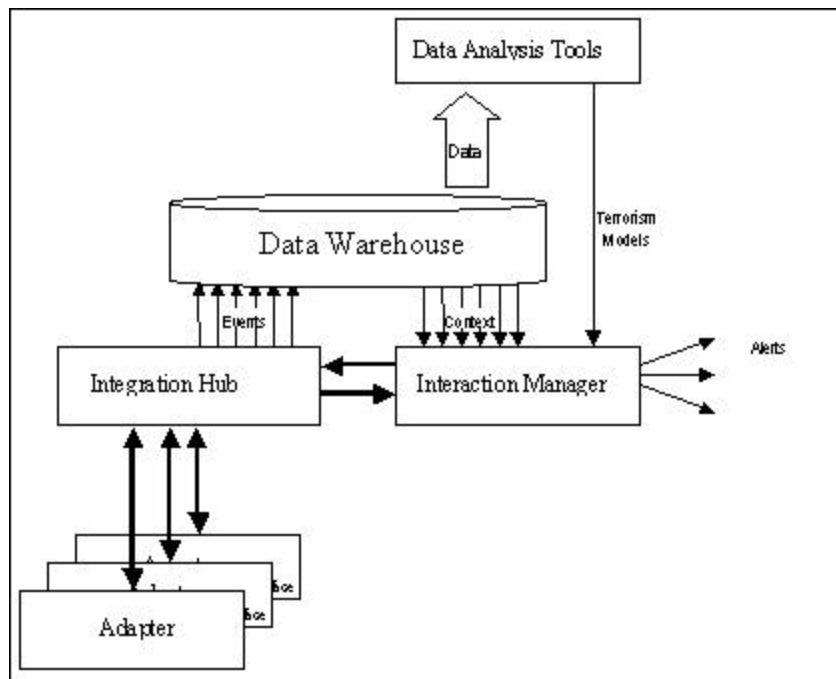 Data Analysis Tools
Data
Terrorism
Models
Data Warehouse
Events
Context
Integration Hub
Interaction Manager
Alerts
Adapter